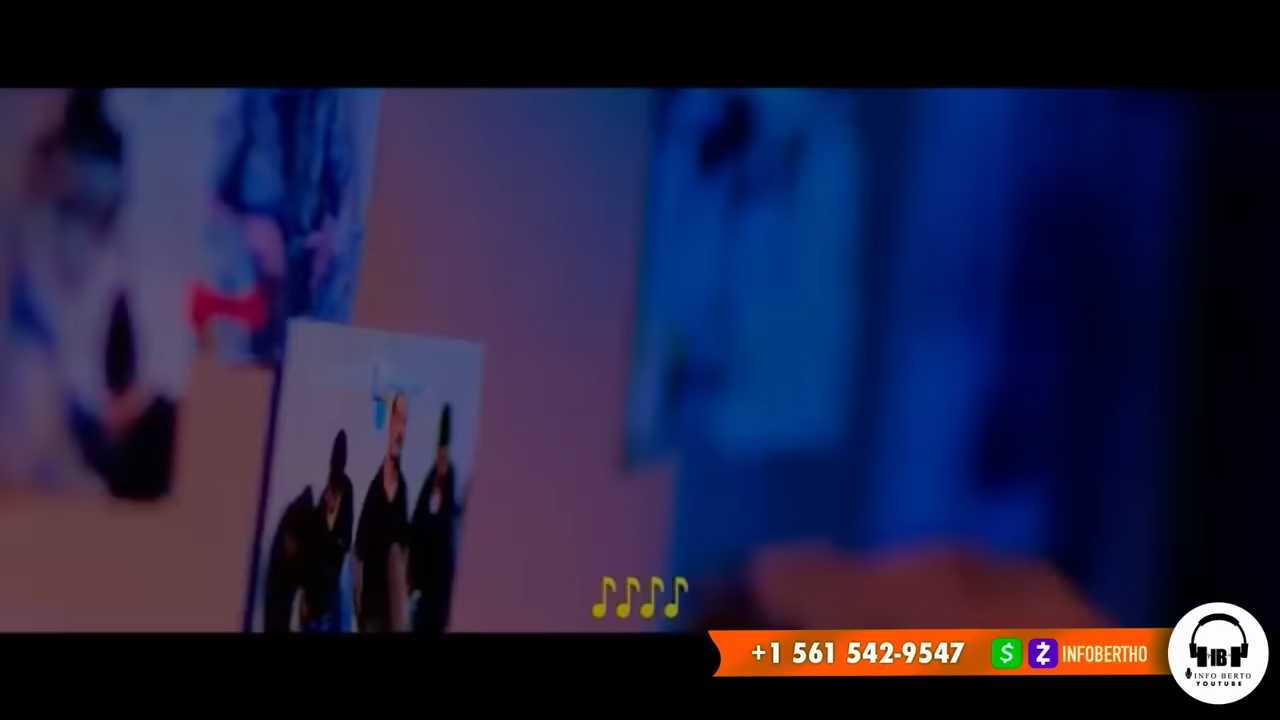 ♪♪♪♪
+1 561 542-9547 INFOBERTHO
IB
INFO BERTO
YOUTUBE